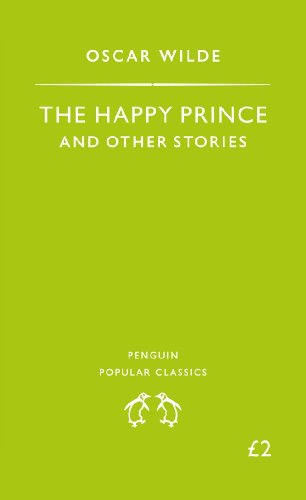 OSCAR WILDE
THE HAPPY PRINCE
AND OTHER STORIES
PENGUIN
POPULAR CLASSICS
£2